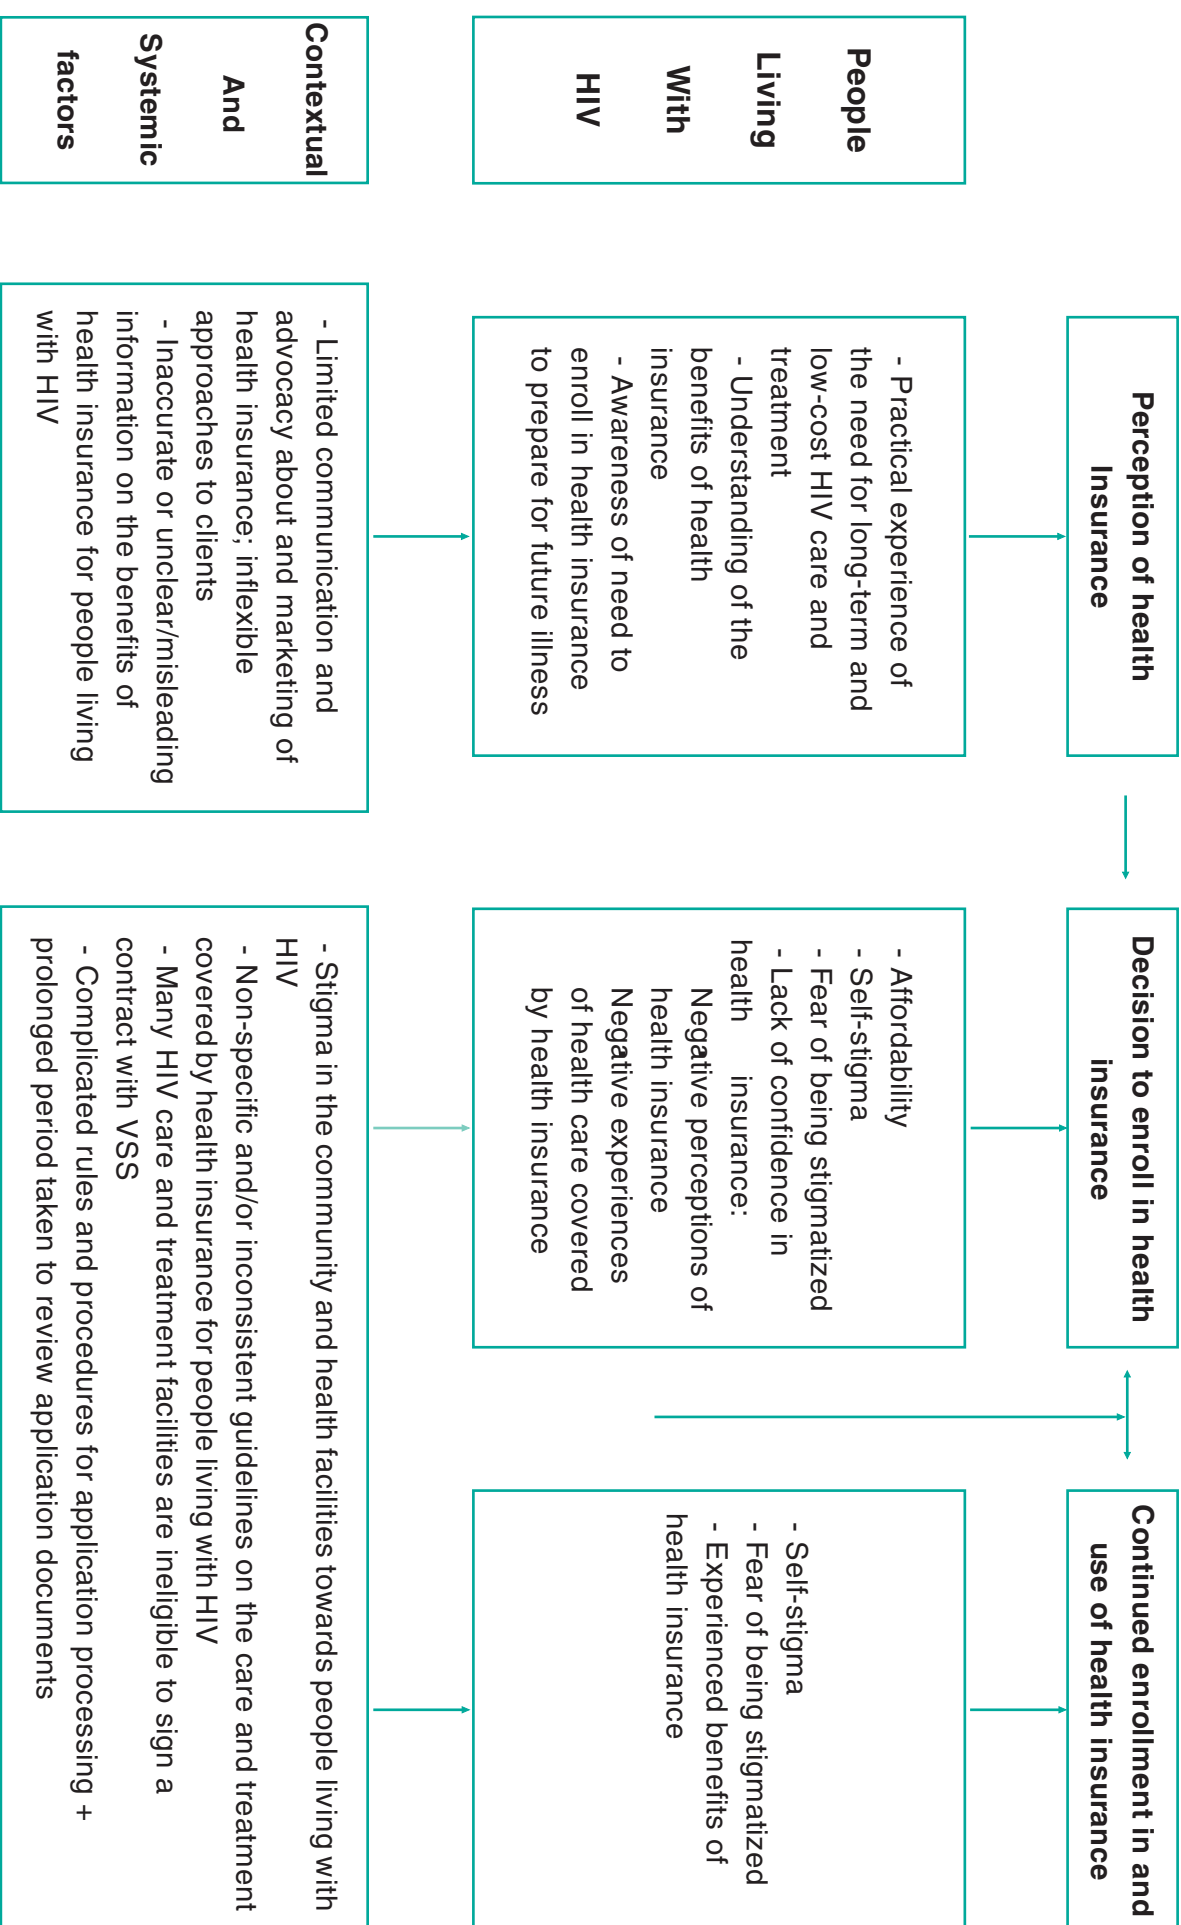 Perception of health
Insurance
Decision to enroll in health
insurance
Continued enrollment in and
use of health insurance
People
Living
With
HIV
- Practical experience of
the need for long-term and
low-cost HIV care and
treatment
- Understanding of the
benefits of health
insurance
- Awareness of need to
enroll in health insurance
to prepare for future illness
- Affordability
- Self-stigma
- Fear of being stigmatized
- Lack of confidence in
health insurance:
Negative perceptions of
health insurance
Negative experiences
of health care covered
by health insurance
- Self-stigma
- Fear of being stigmatized
- Experienced benefits of
health insurance
Contextual
And
Systemic
factors
- Limited communication and
advocacy about and marketing of
health insurance; inflexible
approaches to clients
- Inaccurate or unclear/misleading
information on the benefits of
health insurance for people living
with HIV
- Stigma in the community and health facilities towards people living with
HIV
- Non-specific and/or inconsistent guidelines on the care and treatment
covered by health insurance for people living with HIV
- Many HIV care and treatment facilities are ineligible to sign a
contract with VSS
- Complicated rules and procedures for application processing +
prolonged period taken to review application documents